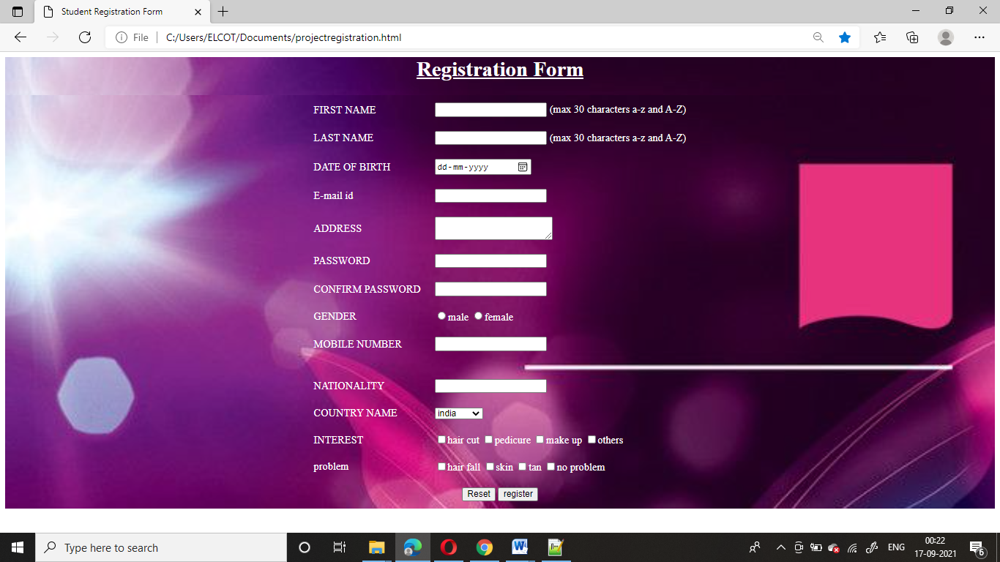 Student Registration Form
File C:/Users/ELCOT/Documents/projectregistration.html
Registration Form
FIRST NAME (max 30 characters a-z and A-Z)
LAST NAME (max 30 characters a-z and A-Z)
DATE OF BIRTH dd-mm-yyyy
E-mail id
ADDRESS
PASSWORD
CONFIRM PASSWORD
GENDER male female
MOBILE NUMBER
NATIONALITY
COUNTRY NAME india
INTEREST hair cut pedicure make up others
problem hair fall skin tan no problem
Reset register
Type here to search ENG 00:22
17-09-2021 6